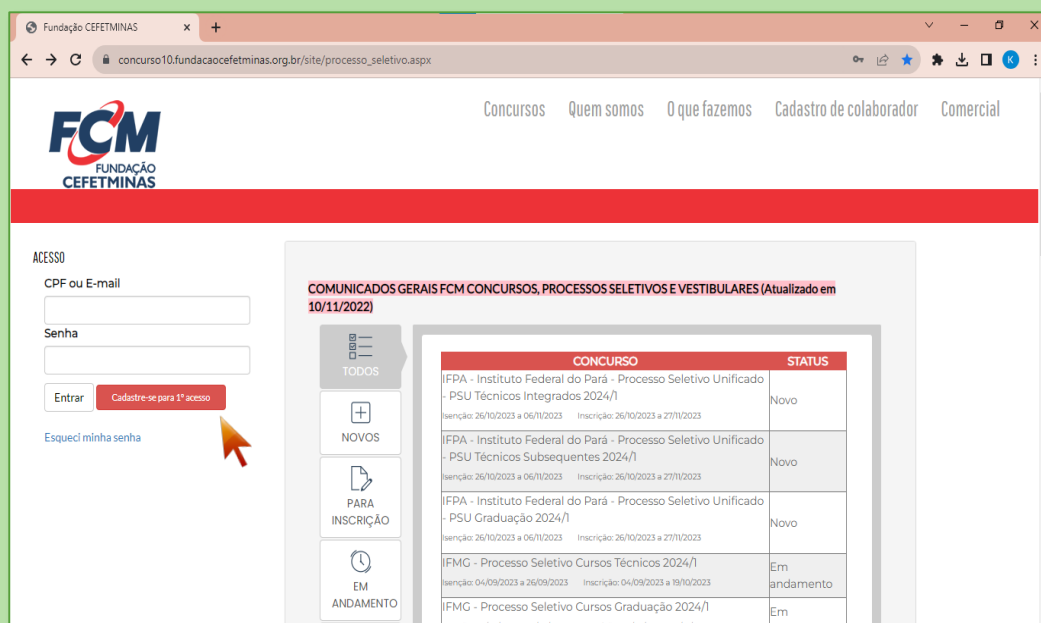 Fundação CEFETMINAS
concurso10.fundacaocefetminas.org.br/site/processo_seletivo.aspx
K
FCM
FUNDAÇÃO
CEFETMINAS
Concursos Quem somos O que fazemos Cadastro de colaborador Comercial
ACESSO
CPF ou E-mail
Senha
Entrar
Cadastre-se para 1º acesso
Esqueci minha senha
COMUNICADOS GERAIS FCM CONCURSOS, PROCESSOS SELETIVOS E VESTIBULARES (Atualizado em
10/11/2022)
TODOS
NOVOS
PARA
INSCRIÇÃO
EM
ANDAMENTO
CONCURSO STATUS
IFPA - Instituto Federal do Pará - Processo Seletivo Unificado
- PSU Técnicos Integrados 2024/1
Isenção: 26/10/2023 a 06/11/2023 Inscrição: 26/10/2023 a 27/11/2023
Novo
IFPA - Instituto Federal do Pará - Processo Seletivo Unificado
- PSU Técnicos Subsequentes 2024/1
Isenção: 26/10/2023 a 06/11/2023 Inscrição: 26/10/2023 a 27/11/2023
Novo
IFPA - Instituto Federal do Pará - Processo Seletivo Unificado
- PSU Graduação 2024/1
Isenção: 26/10/2023 a 06/11/2023 Inscrição: 26/10/2023 a 27/11/2023
Novo
IFMG - Processo Seletivo Cursos Técnicos 2024/1
Isenção: 04/09/2023 a 26/09/2023 Inscrição: 04/09/2023 a 19/10/2023
Em
andamento
IFMG - Processo Seletivo Cursos Graduação 2024/1
Em